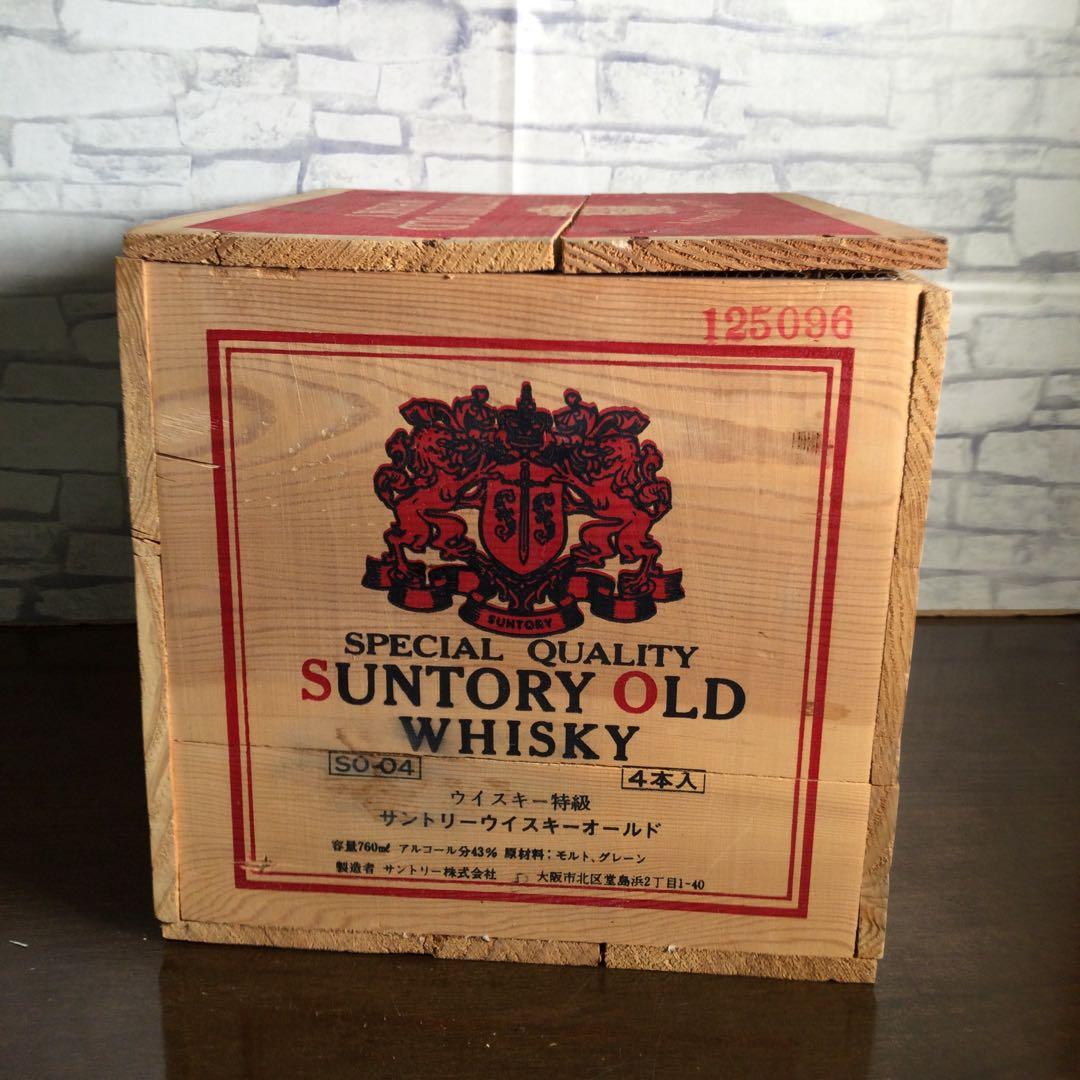 125096
SUNTORY
SPECIAL QUALITY
SUNTORY OLD
WHISKY
SO-04
4本入
ウイスキー特級
サントリーウイスキーオールド
容量760mℓ アルコール分43% 原材料:モルト、グレーン
製造者 サントリー株式会社 大阪市北区堂島浜2丁目1-40